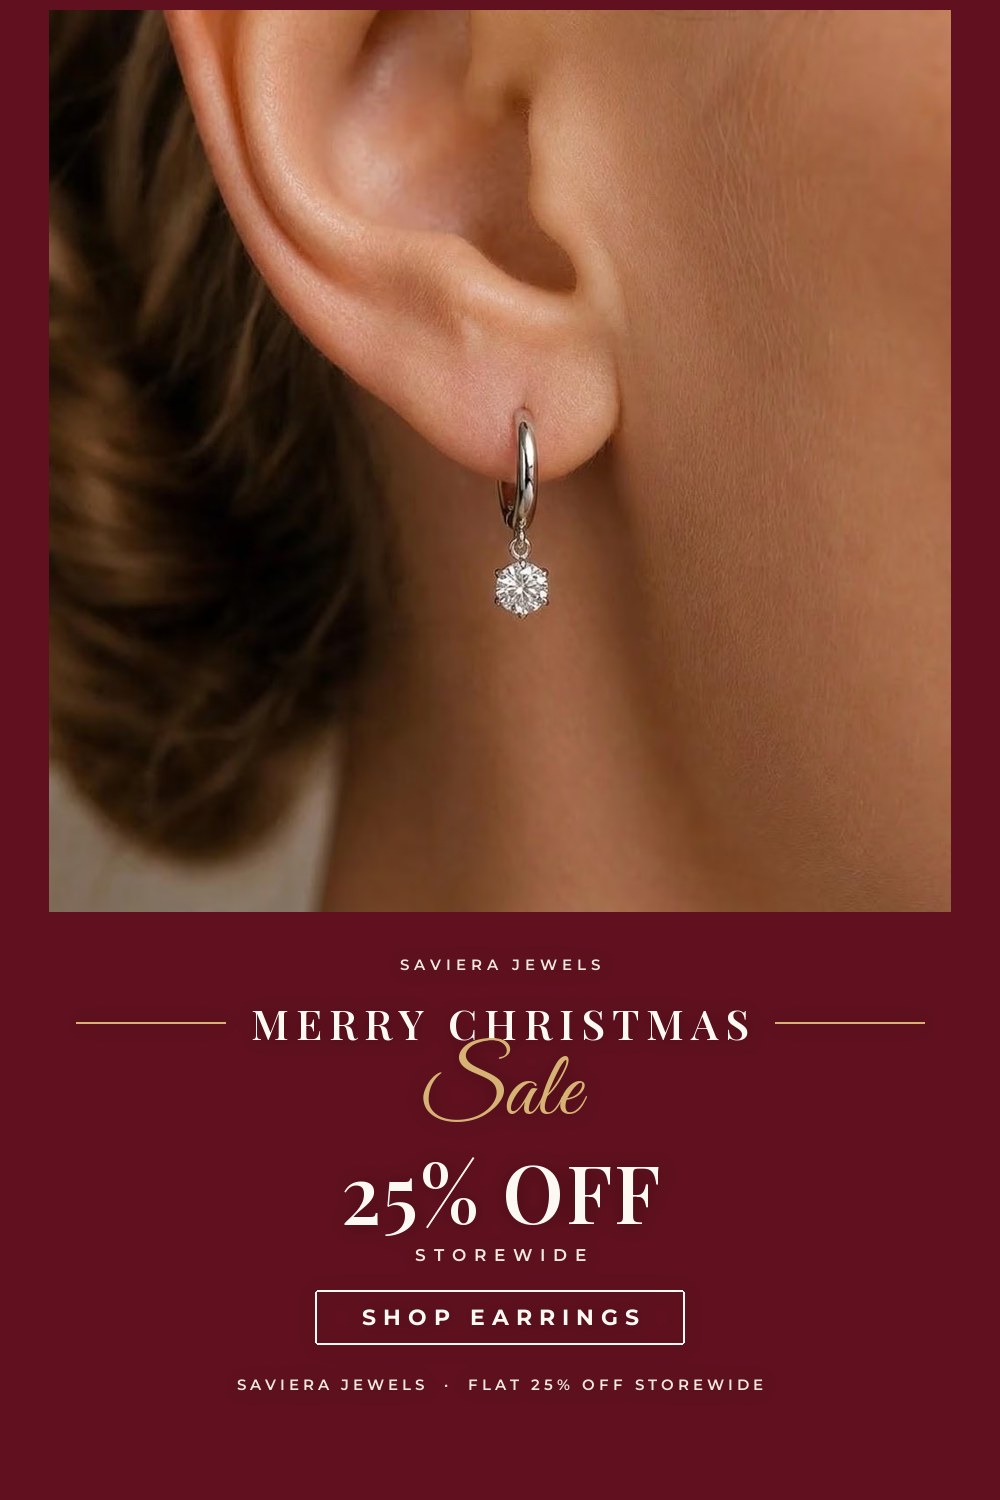 SAVIERA JEWELS
MERRY CHRISTMAS
Sale
25% OFF
STOREWIDE
SHOP EARRINGS
SAVIERA JEWELS · FLAT 25% OFF STOREWIDE